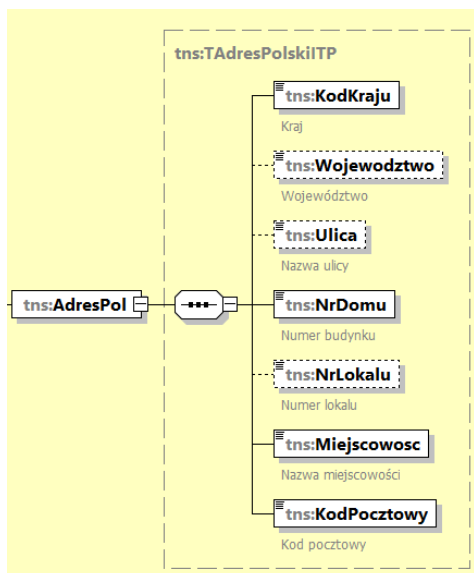 tns:TAdresPolskiITP
tns:KodKraju
Kraj
tns:Wojewodztwo
Województwo
tns:Ulica
Nazwa ulicy
tns:AdresPol
tns:NrDomu
Numer budynku
tns:NrLokalu
Numer lokalu
tns:Miejscowosc
Nazwa miejscowości
tns:KodPocztowy
Kod pocztowy